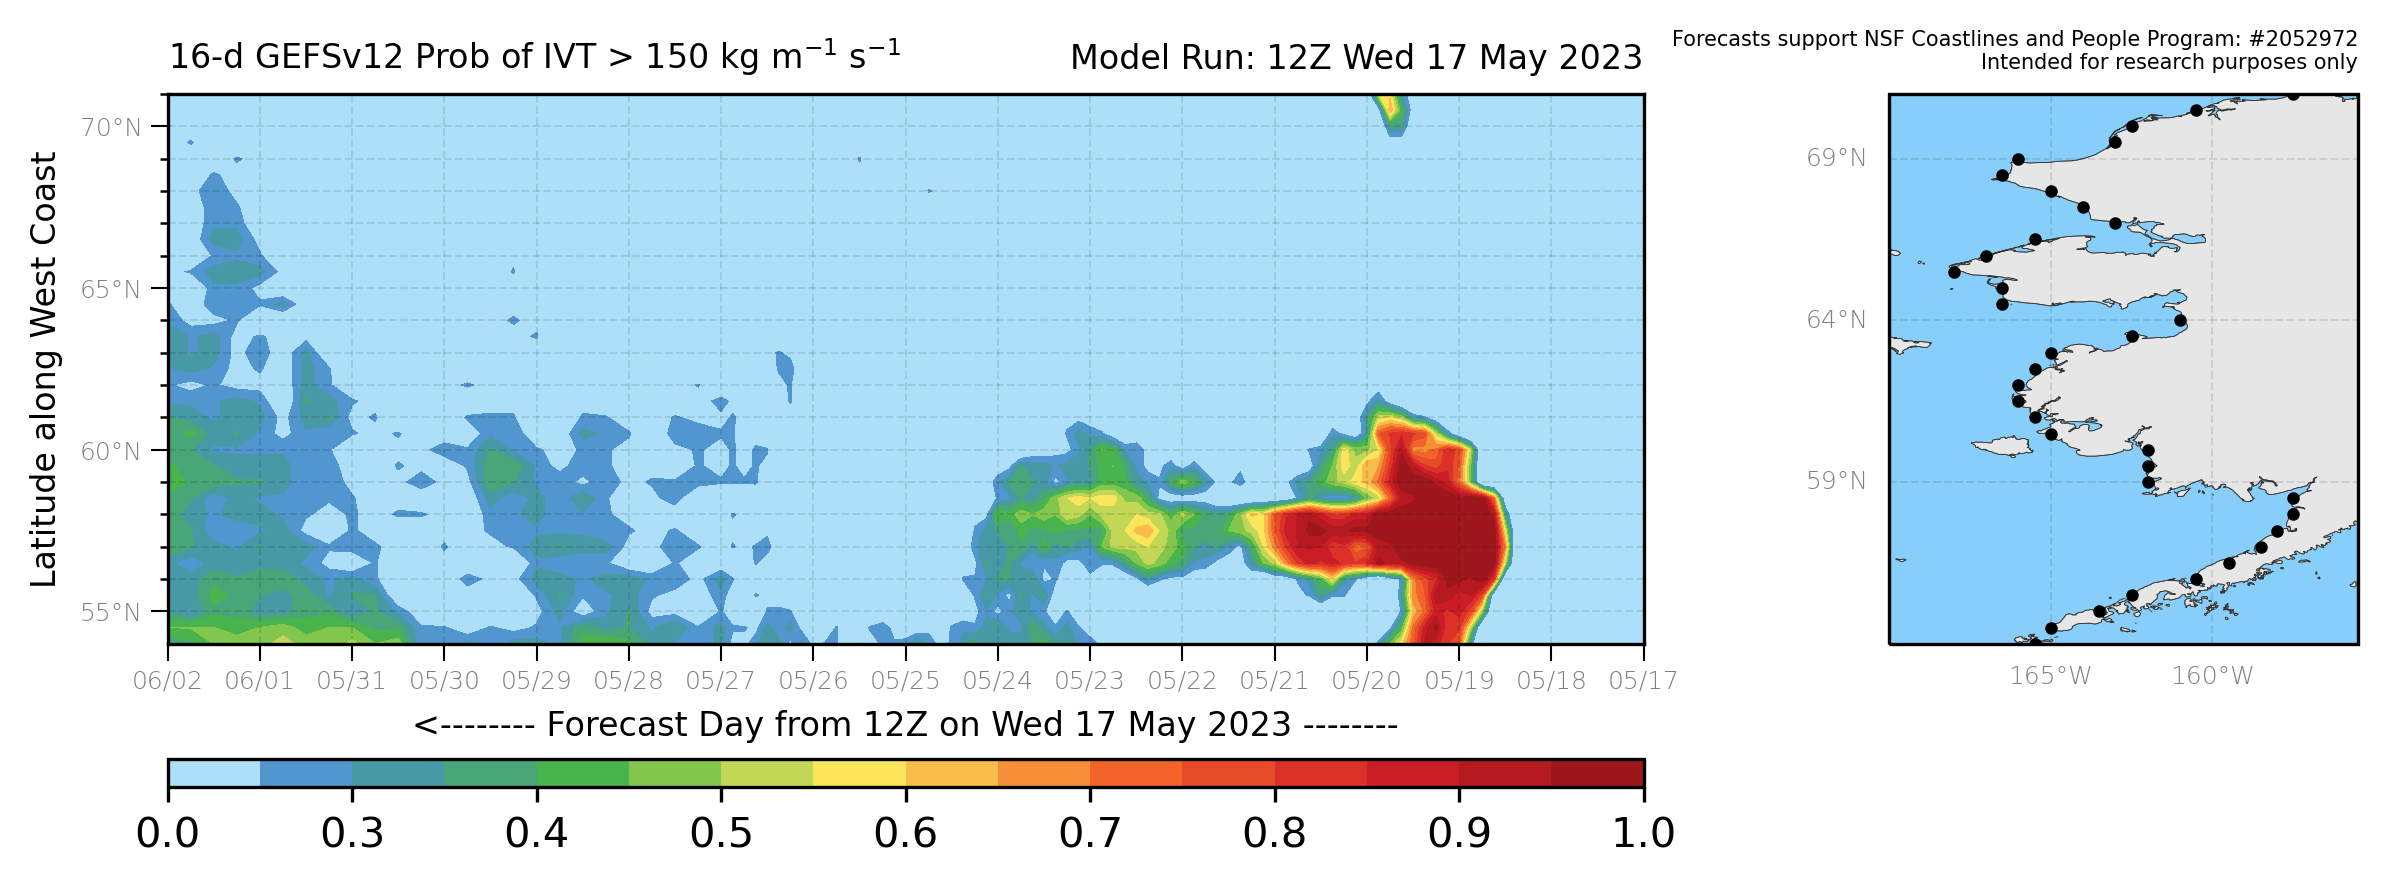 16-d GEFSv12 Prob of IVT > 150 kg m⁻¹ s⁻¹
Model Run: 12Z Wed 17 May 2023
Forecasts support NSF Coastlines and People Program: #2052972
Intended for research purposes only
Latitude along West Coast
70°N
65°N
60°N
55°N
06/02 06/01 05/31 05/30 05/29 05/28 05/27 05/26 05/25 05/24 05/23 05/22 05/21 05/20 05/19 05/18 05/17
<-------- Forecast Day from 12Z on Wed 17 May 2023 --------
0.0 0.3 0.4 0.5 0.6 0.7 0.8 0.9 1.0
69°N
64°N
59°N
165°W 160°W